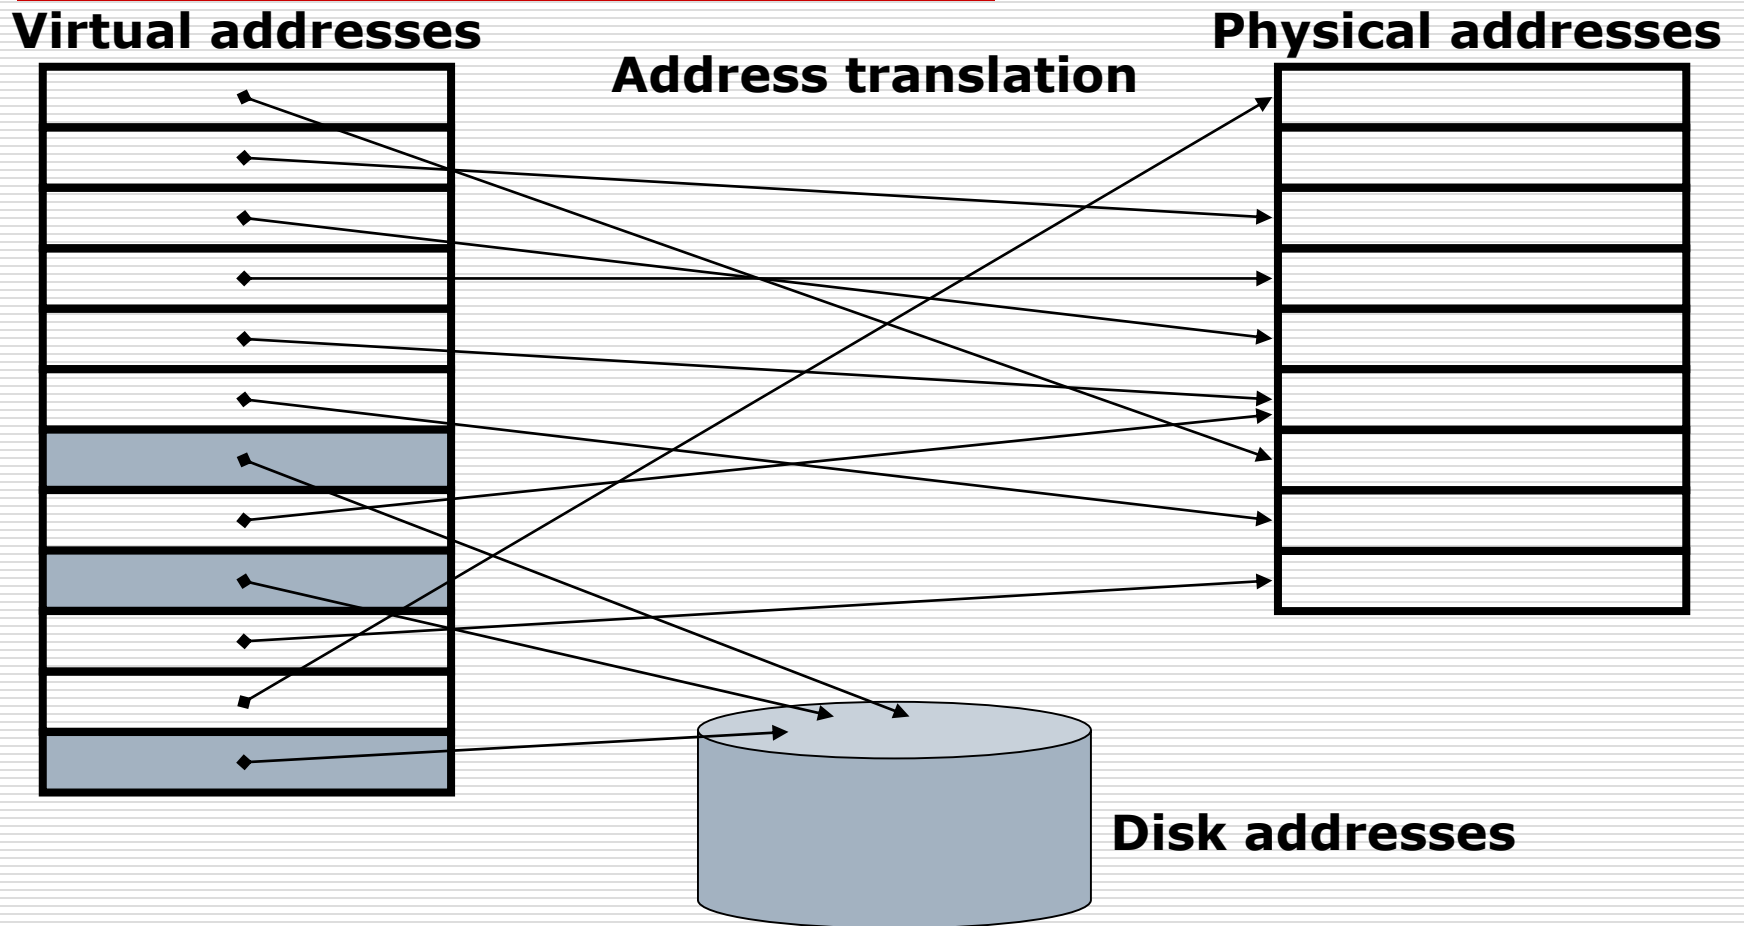 Virtual addresses
Physical addresses
Address translation
Disk addresses